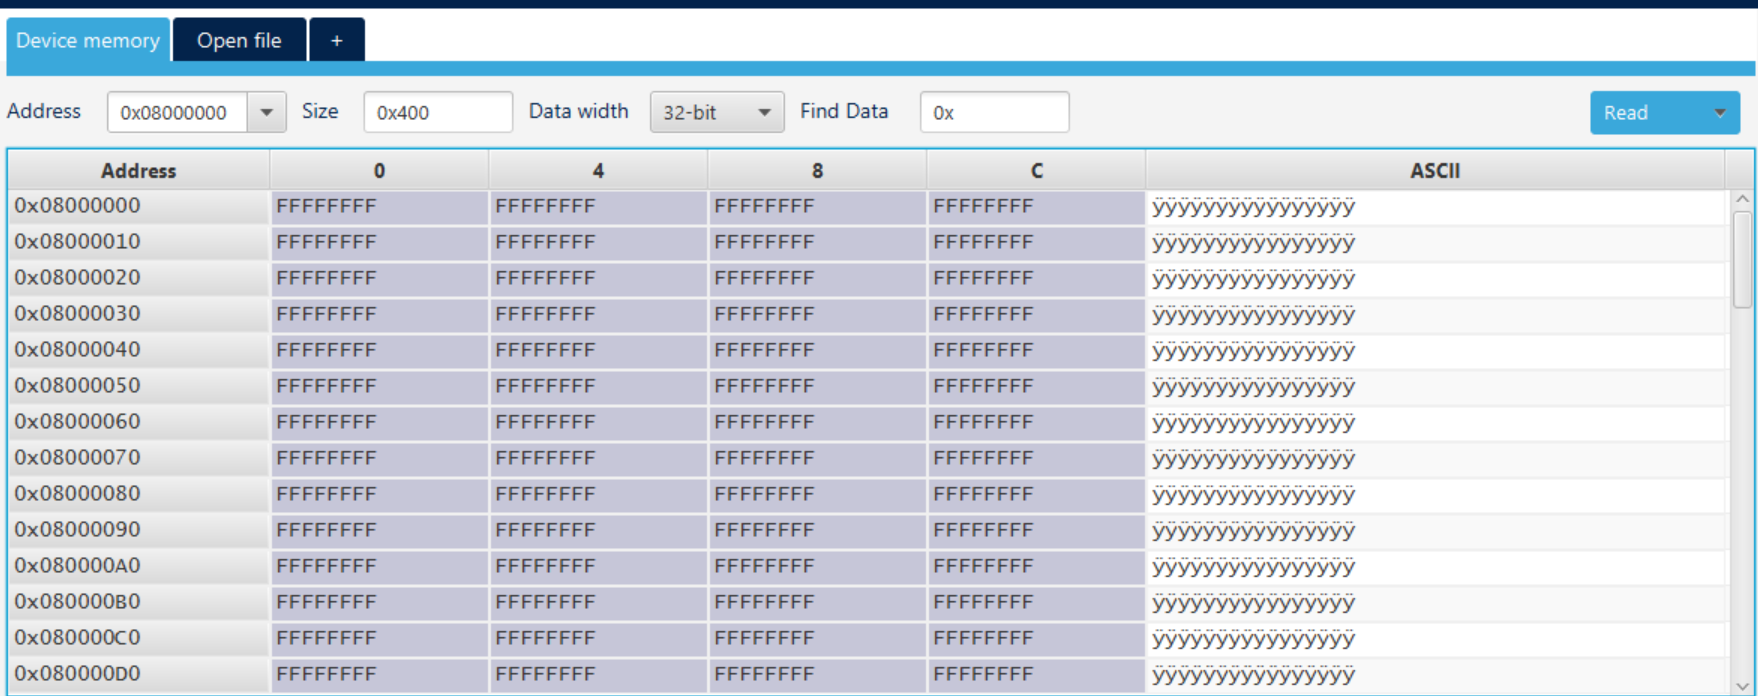 Device memory Open file +
Address 0x08000000 Size 0x400 Data width 32-bit Find Data 0x Read
Address 0 4 8 C ASCII
0x08000000 FFFFFFFF FFFFFFFF FFFFFFFF FFFFFFFF ÿÿÿÿÿÿÿÿÿÿÿÿÿÿÿÿ
0x08000010 FFFFFFFF FFFFFFFF FFFFFFFF FFFFFFFF ÿÿÿÿÿÿÿÿÿÿÿÿÿÿÿÿ
0x08000020 FFFFFFFF FFFFFFFF FFFFFFFF FFFFFFFF ÿÿÿÿÿÿÿÿÿÿÿÿÿÿÿÿ
0x08000030 FFFFFFFF FFFFFFFF FFFFFFFF FFFFFFFF ÿÿÿÿÿÿÿÿÿÿÿÿÿÿÿÿ
0x08000040 FFFFFFFF FFFFFFFF FFFFFFFF FFFFFFFF ÿÿÿÿÿÿÿÿÿÿÿÿÿÿÿÿ
0x08000050 FFFFFFFF FFFFFFFF FFFFFFFF FFFFFFFF ÿÿÿÿÿÿÿÿÿÿÿÿÿÿÿÿ
0x08000060 FFFFFFFF FFFFFFFF FFFFFFFF FFFFFFFF ÿÿÿÿÿÿÿÿÿÿÿÿÿÿÿÿ
0x08000070 FFFFFFFF FFFFFFFF FFFFFFFF FFFFFFFF ÿÿÿÿÿÿÿÿÿÿÿÿÿÿÿÿ
0x08000080 FFFFFFFF FFFFFFFF FFFFFFFF FFFFFFFF ÿÿÿÿÿÿÿÿÿÿÿÿÿÿÿÿ
0x08000090 FFFFFFFF FFFFFFFF FFFFFFFF FFFFFFFF ÿÿÿÿÿÿÿÿÿÿÿÿÿÿÿÿ
0x080000A0 FFFFFFFF FFFFFFFF FFFFFFFF FFFFFFFF ÿÿÿÿÿÿÿÿÿÿÿÿÿÿÿÿ
0x080000B0 FFFFFFFF FFFFFFFF FFFFFFFF FFFFFFFF ÿÿÿÿÿÿÿÿÿÿÿÿÿÿÿÿ
0x080000C0 FFFFFFFF FFFFFFFF FFFFFFFF FFFFFFFF ÿÿÿÿÿÿÿÿÿÿÿÿÿÿÿÿ
0x080000D0 FFFFFFFF FFFFFFFF FFFFFFFF FFFFFFFF ÿÿÿÿÿÿÿÿÿÿÿÿÿÿÿÿ